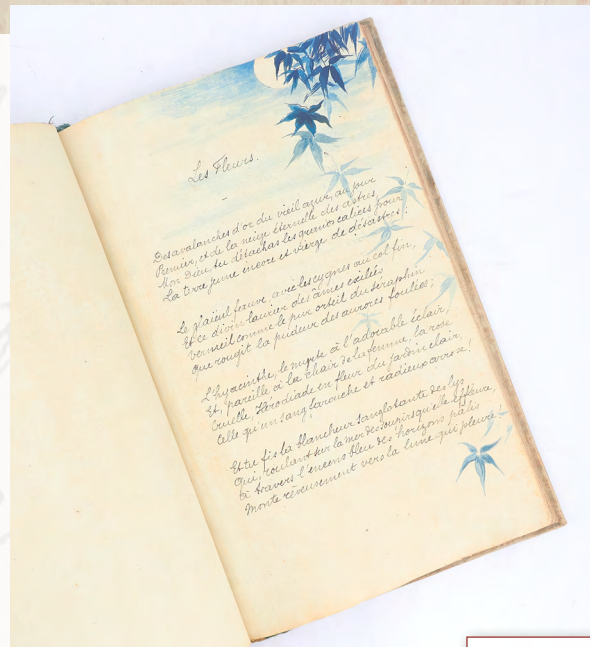 Les Fleurs.
Des avalanches d'or du vieil azur, au jour
Premier, et de la neige éternelle des astres,
Mon Dieu tu détachas les grands calices pour
La terre jeune encore et vierge de désastres:
Le glaïeul fauve, avec les cygnes au col fin,
Et ce divin laurier des âmes exilées
Vermeil comme le pur orteil du séraphin
Que rougit la pudeur des aurores foulées;
L'hyacinthe, le myrte à l'adorable éclair,
Et, pareille à la chair de la femme, la rose
Cruelle, Hérodiade en fleur du jardin clair,
Celle qu'un sang farouche et radieux arrose!
Et tu fis la blancheur sanglotante des lys
Qui, roulant sur la mer des soupirs qu'elle effleure,
à travers l'encens bleu des horizons pâlis
Monte rêveusement vers la lune qui pleure!